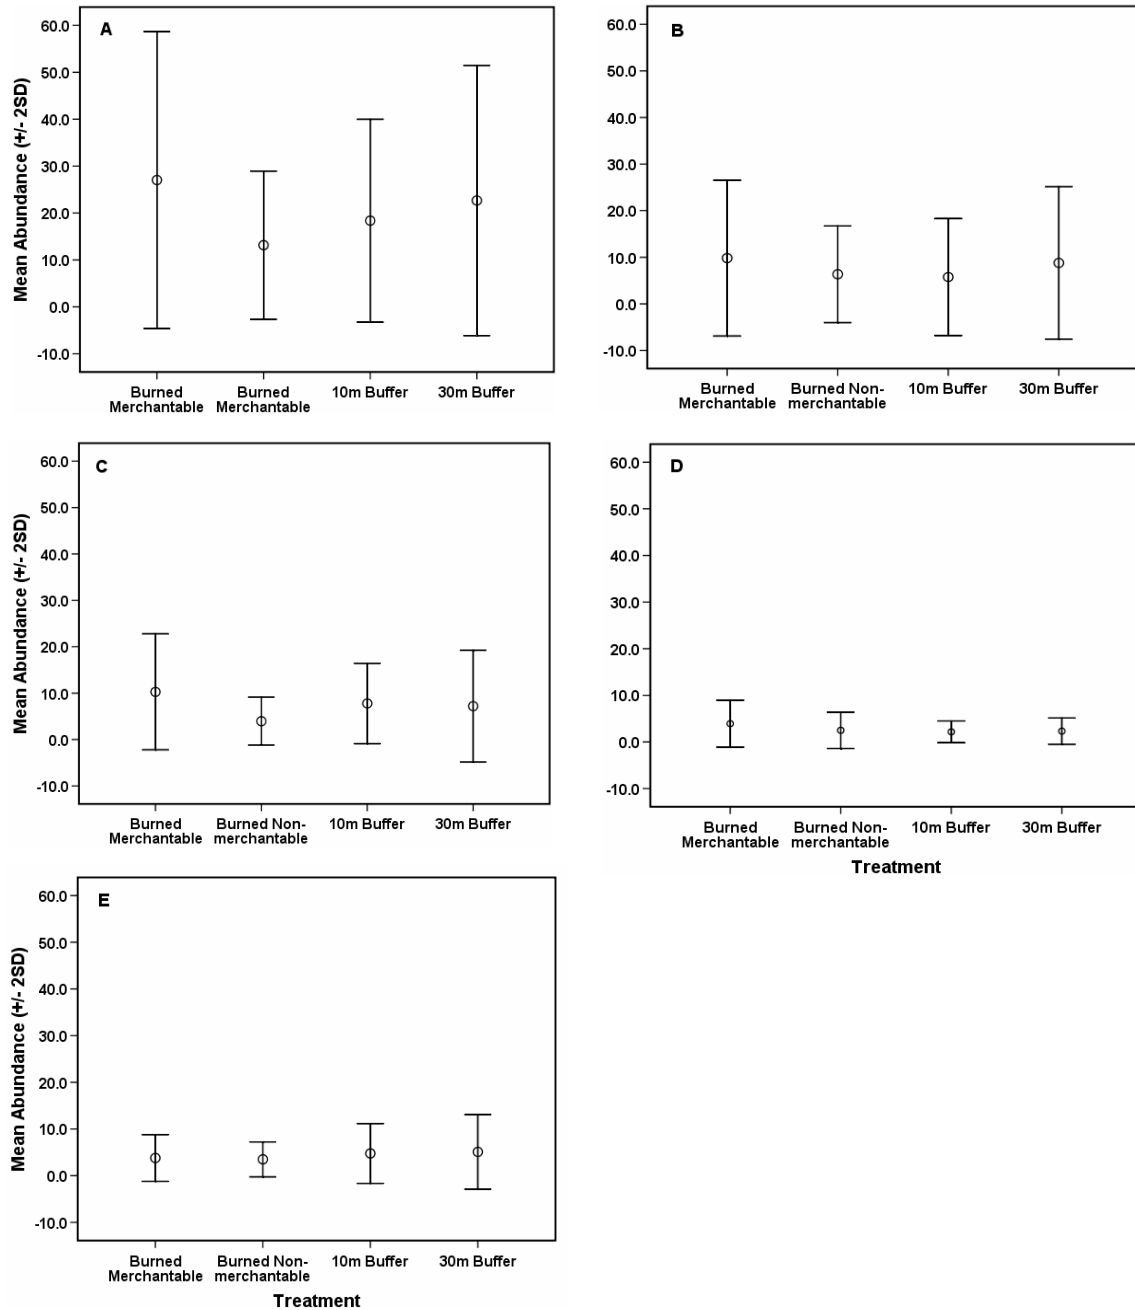 A
Mean Abundance (+/- 2SD)
60.0
50.0
40.0
30.0
20.0
10.0
0.0
-10.0
Burned
Merchantable
Burned
Merchantable
10m Buffer
30m Buffer
B
60.0
50.0
40.0
30.0
20.0
10.0
0.0
-10.0
Burned
Merchantable
Burned Non-
merchantable
10m Buffer
30m Buffer
C
Mean Abundance (+/- 2SD)
60.0
50.0
40.0
30.0
20.0
10.0
0.0
-10.0
Burned
Merchantable
Burned Non-
merchantable
10m Buffer
30m Buffer
D
60.0
50.0
40.0
30.0
20.0
10.0
0.0
-10.0
Burned
Merchantable
Burned Non-
merchantable
10m Buffer
30m Buffer
Treatment
E
Mean Abundance (+/- 2SD)
60.0
50.0
40.0
30.0
20.0
10.0
0.0
-10.0
Burned
Merchantable
Burned Non-
merchantable
10m Buffer
30m Buffer
Treatment